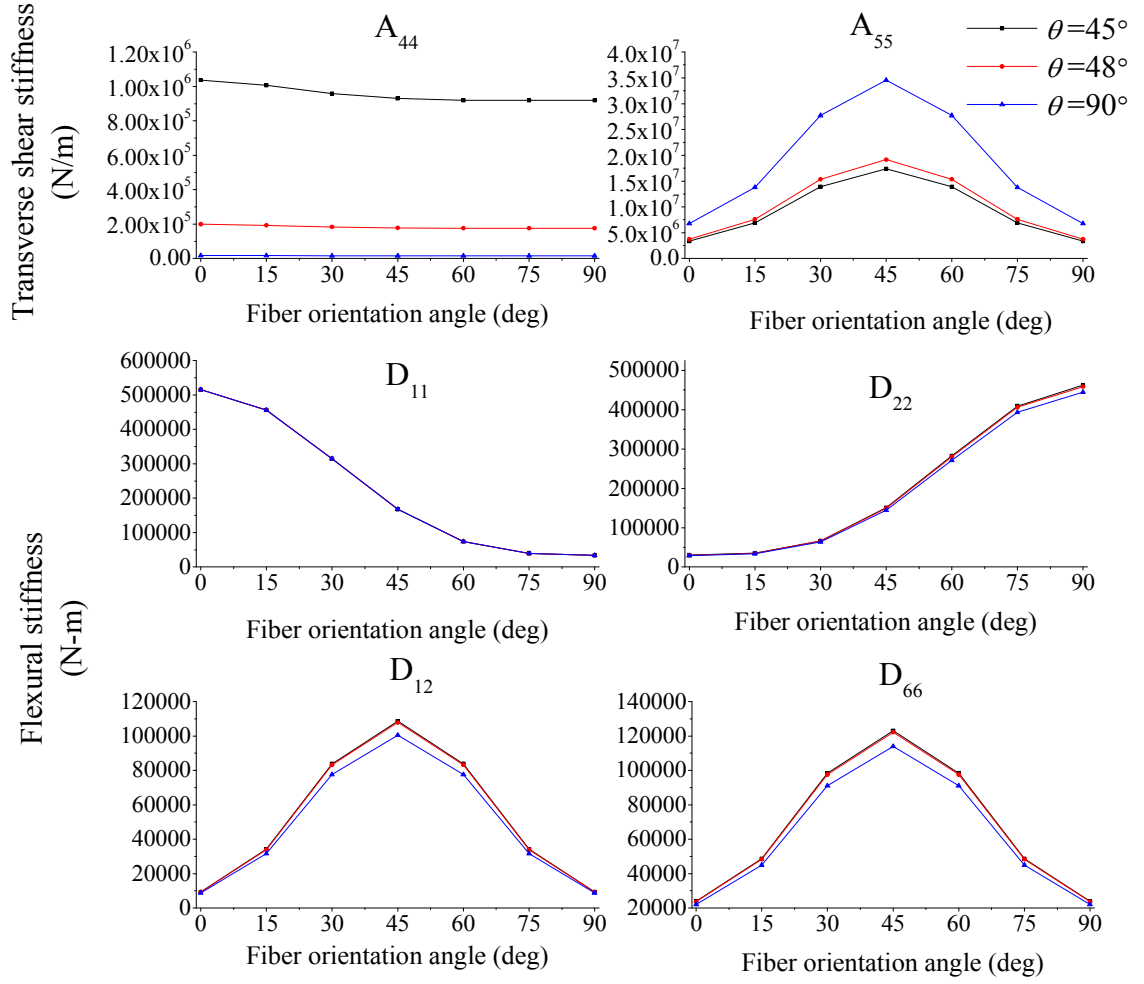 A44
A55
θ=45°
θ=48°
θ=90°
Transverse shear stiffness
(N/m)
1.20x10^6
1.00x10^6
8.00x10^5
6.00x10^5
4.00x10^5
2.00x10^5
0.00
0 15 30 45 60 75 90
Fiber orientation angle (deg)
4.0x10^7
3.5x10^7
3.0x10^7
2.5x10^7
2.0x10^7
1.5x10^7
1.0x10^7
5.0x10^6
0.0
0 15 30 45 60 75 90
Fiber orientation angle (deg)
Flexural stiffness
(N-m)
D11
600000
500000
400000
300000
200000
100000
0
0 15 30 45 60 75 90
Fiber orientation angle (deg)
D22
500000
400000
300000
200000
100000
0
0 15 30 45 60 75 90
Fiber orientation angle (deg)
D12
120000
100000
80000
60000
40000
20000
0
0 15 30 45 60 75 90
Fiber orientation angle (deg)
D66
140000
120000
100000
80000
60000
40000
20000
0 15 30 45 60 75 90
Fiber orientation angle (deg)